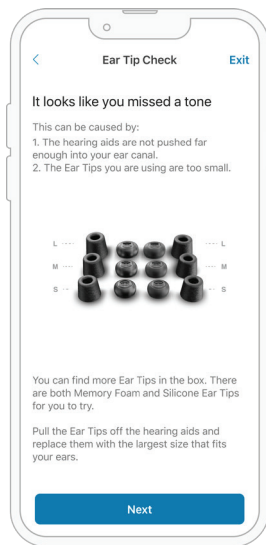 Ear Tip Check
Exit
It looks like you missed a tone
This can be caused by:
1. The hearing aids are not pushed far
enough into your ear canal.
2. The Ear Tips you are using are too small.
L
L
M
M
S
S
You can find more Ear Tips in the box. There
are both Memory Foam and Silicone Ear Tips
for you to try.
Pull the Ear Tips off the hearing aids and
replace them with the largest size that fits
your ears.
Next